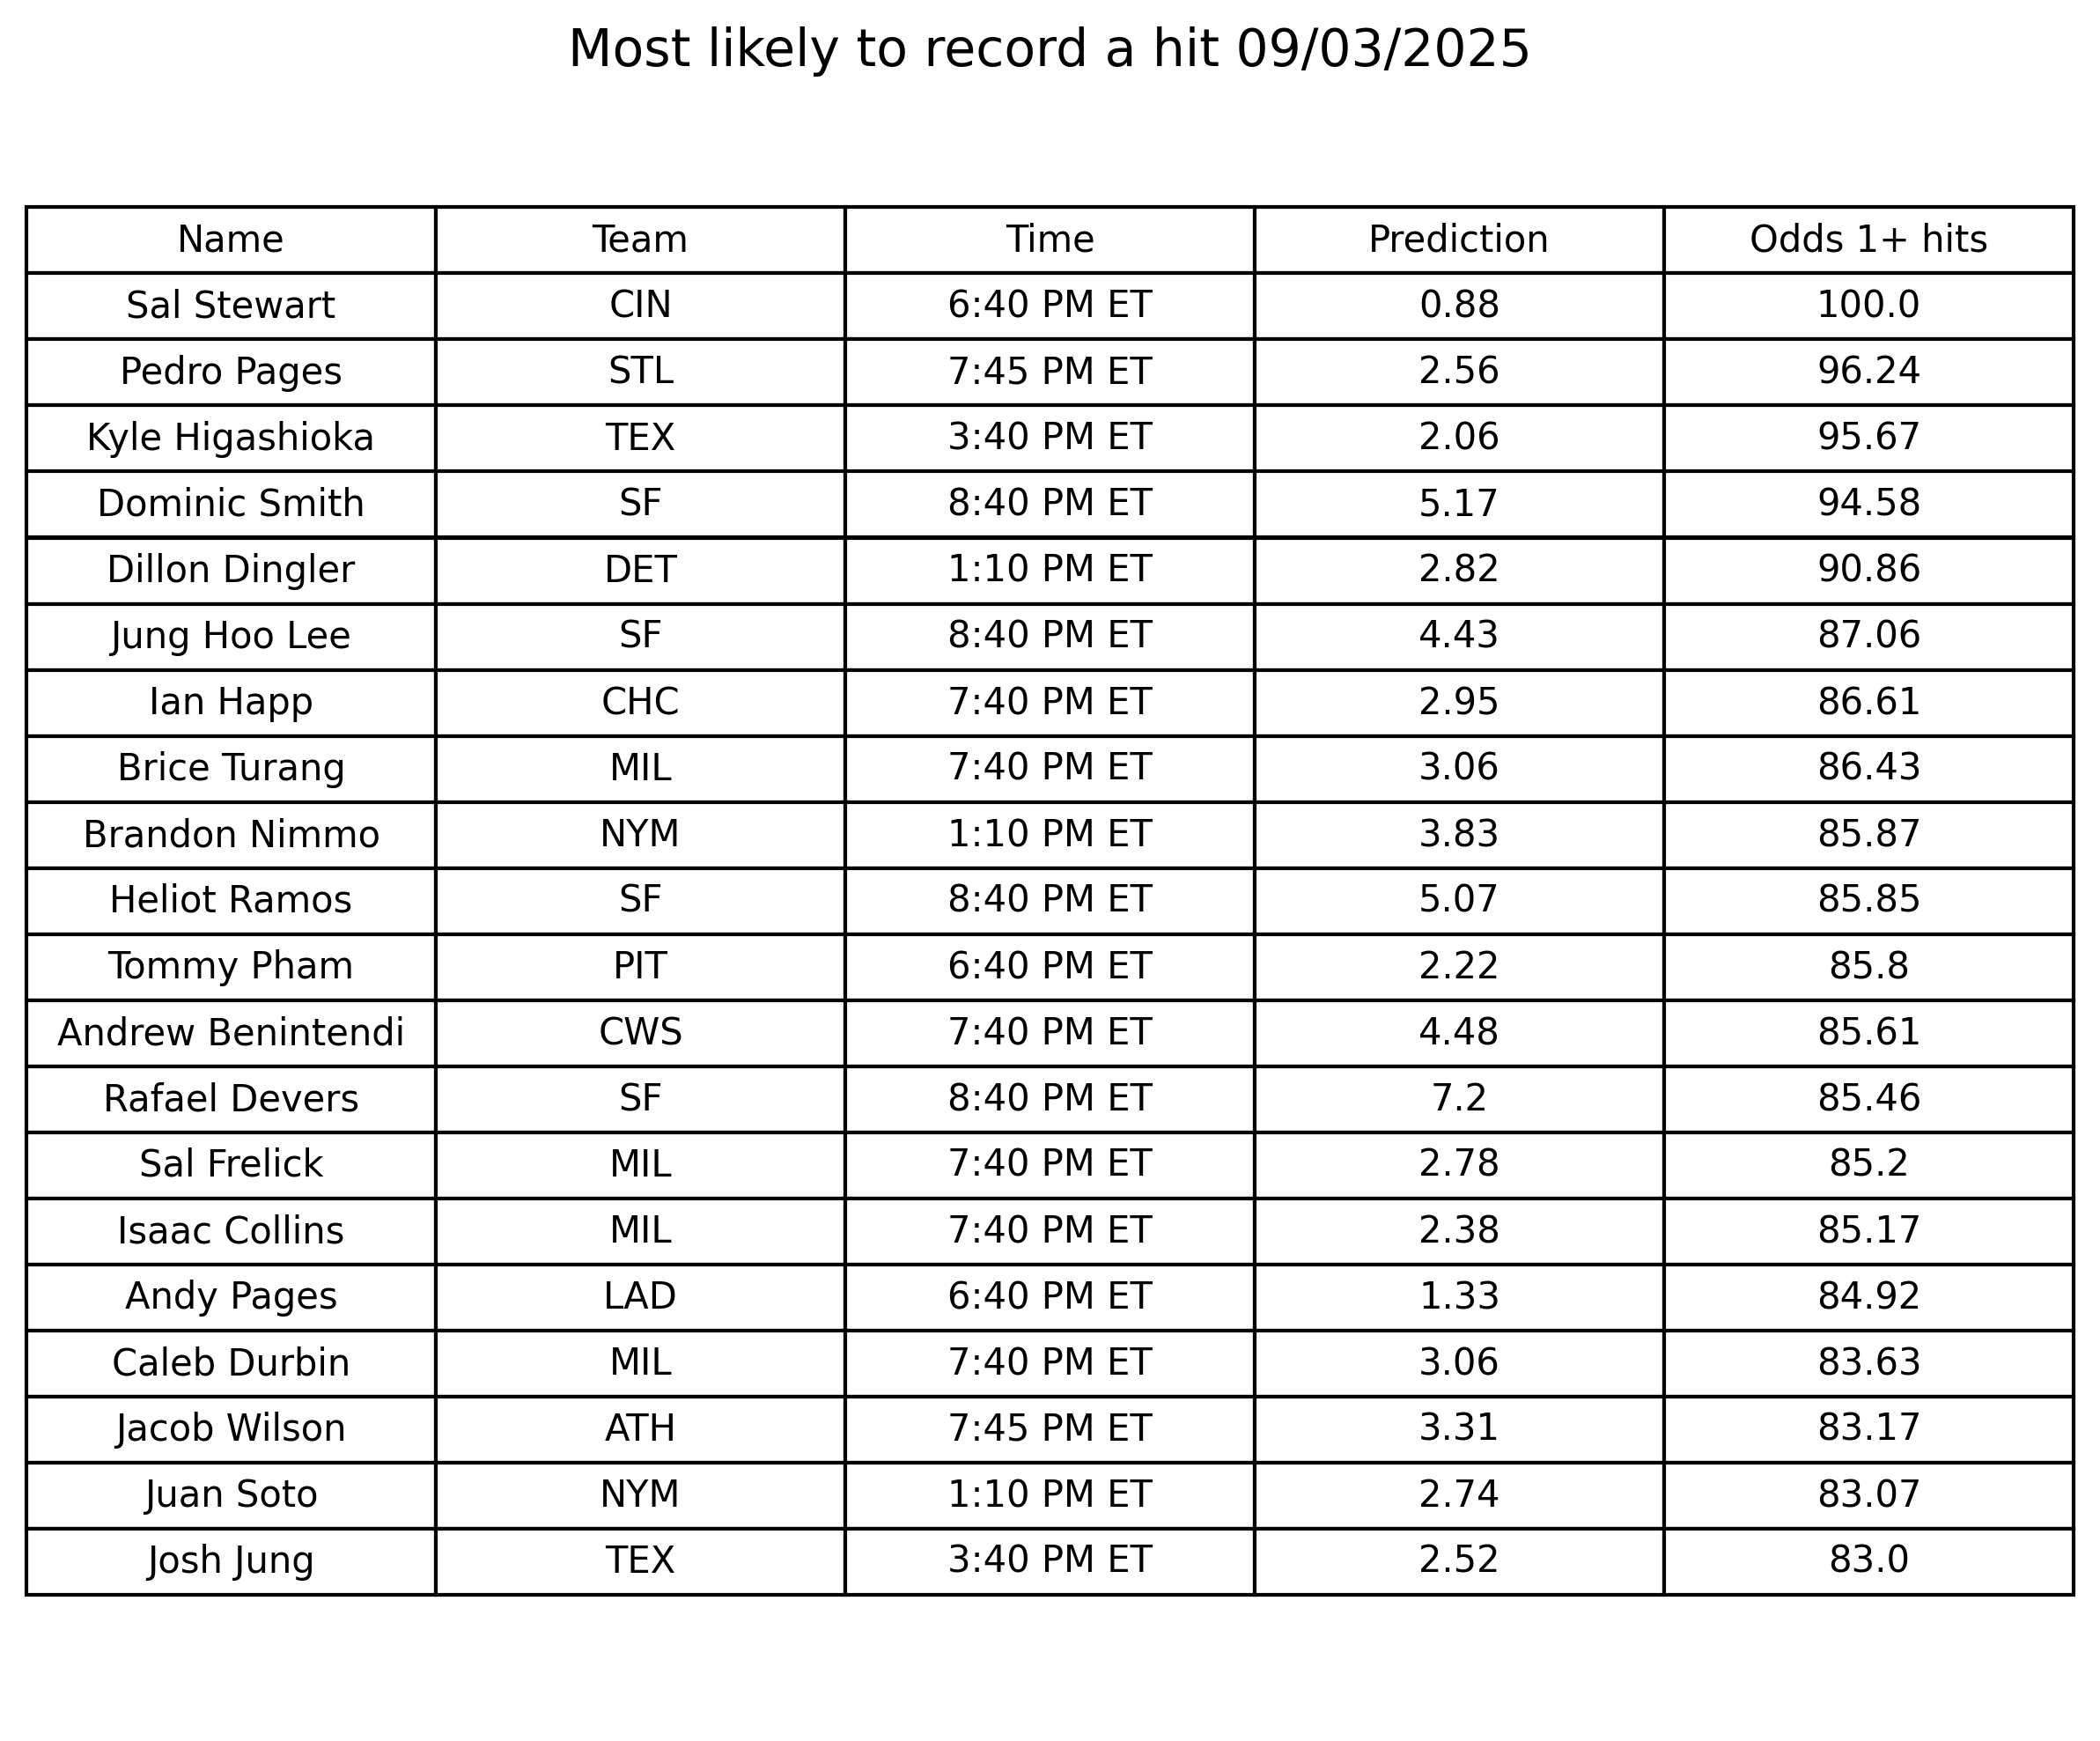 Most likely to record a hit 09/03/2025
Name Team Time Prediction Odds 1+ hits
Sal Stewart CIN 6:40 PM ET 0.88 100.0
Pedro Pages STL 7:45 PM ET 2.56 96.24
Kyle Higashioka TEX 3:40 PM ET 2.06 95.67
Dominic Smith SF 8:40 PM ET 5.17 94.58
Dillon Dingler DET 1:10 PM ET 2.82 90.86
Jung Hoo Lee SF 8:40 PM ET 4.43 87.06
Ian Happ CHC 7:40 PM ET 2.95 86.61
Brice Turang MIL 7:40 PM ET 3.06 86.43
Brandon Nimmo NYM 1:10 PM ET 3.83 85.87
Heliot Ramos SF 8:40 PM ET 5.07 85.85
Tommy Pham PIT 6:40 PM ET 2.22 85.8
Andrew Benintendi CWS 7:40 PM ET 4.48 85.61
Rafael Devers SF 8:40 PM ET 7.2 85.46
Sal Frelick MIL 7:40 PM ET 2.78 85.2
Isaac Collins MIL 7:40 PM ET 2.38 85.17
Andy Pages LAD 6:40 PM ET 1.33 84.92
Caleb Durbin MIL 7:40 PM ET 3.06 83.63
Jacob Wilson ATH 7:45 PM ET 3.31 83.17
Juan Soto NYM 1:10 PM ET 2.74 83.07
Josh Jung TEX 3:40 PM ET 2.52 83.0